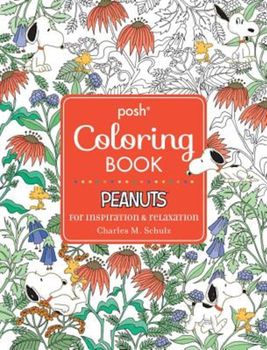 posh®
Coloring
BOOK
PEANUTS
FOR INSPIRATION & RELAXATION
Charles M. Schulz